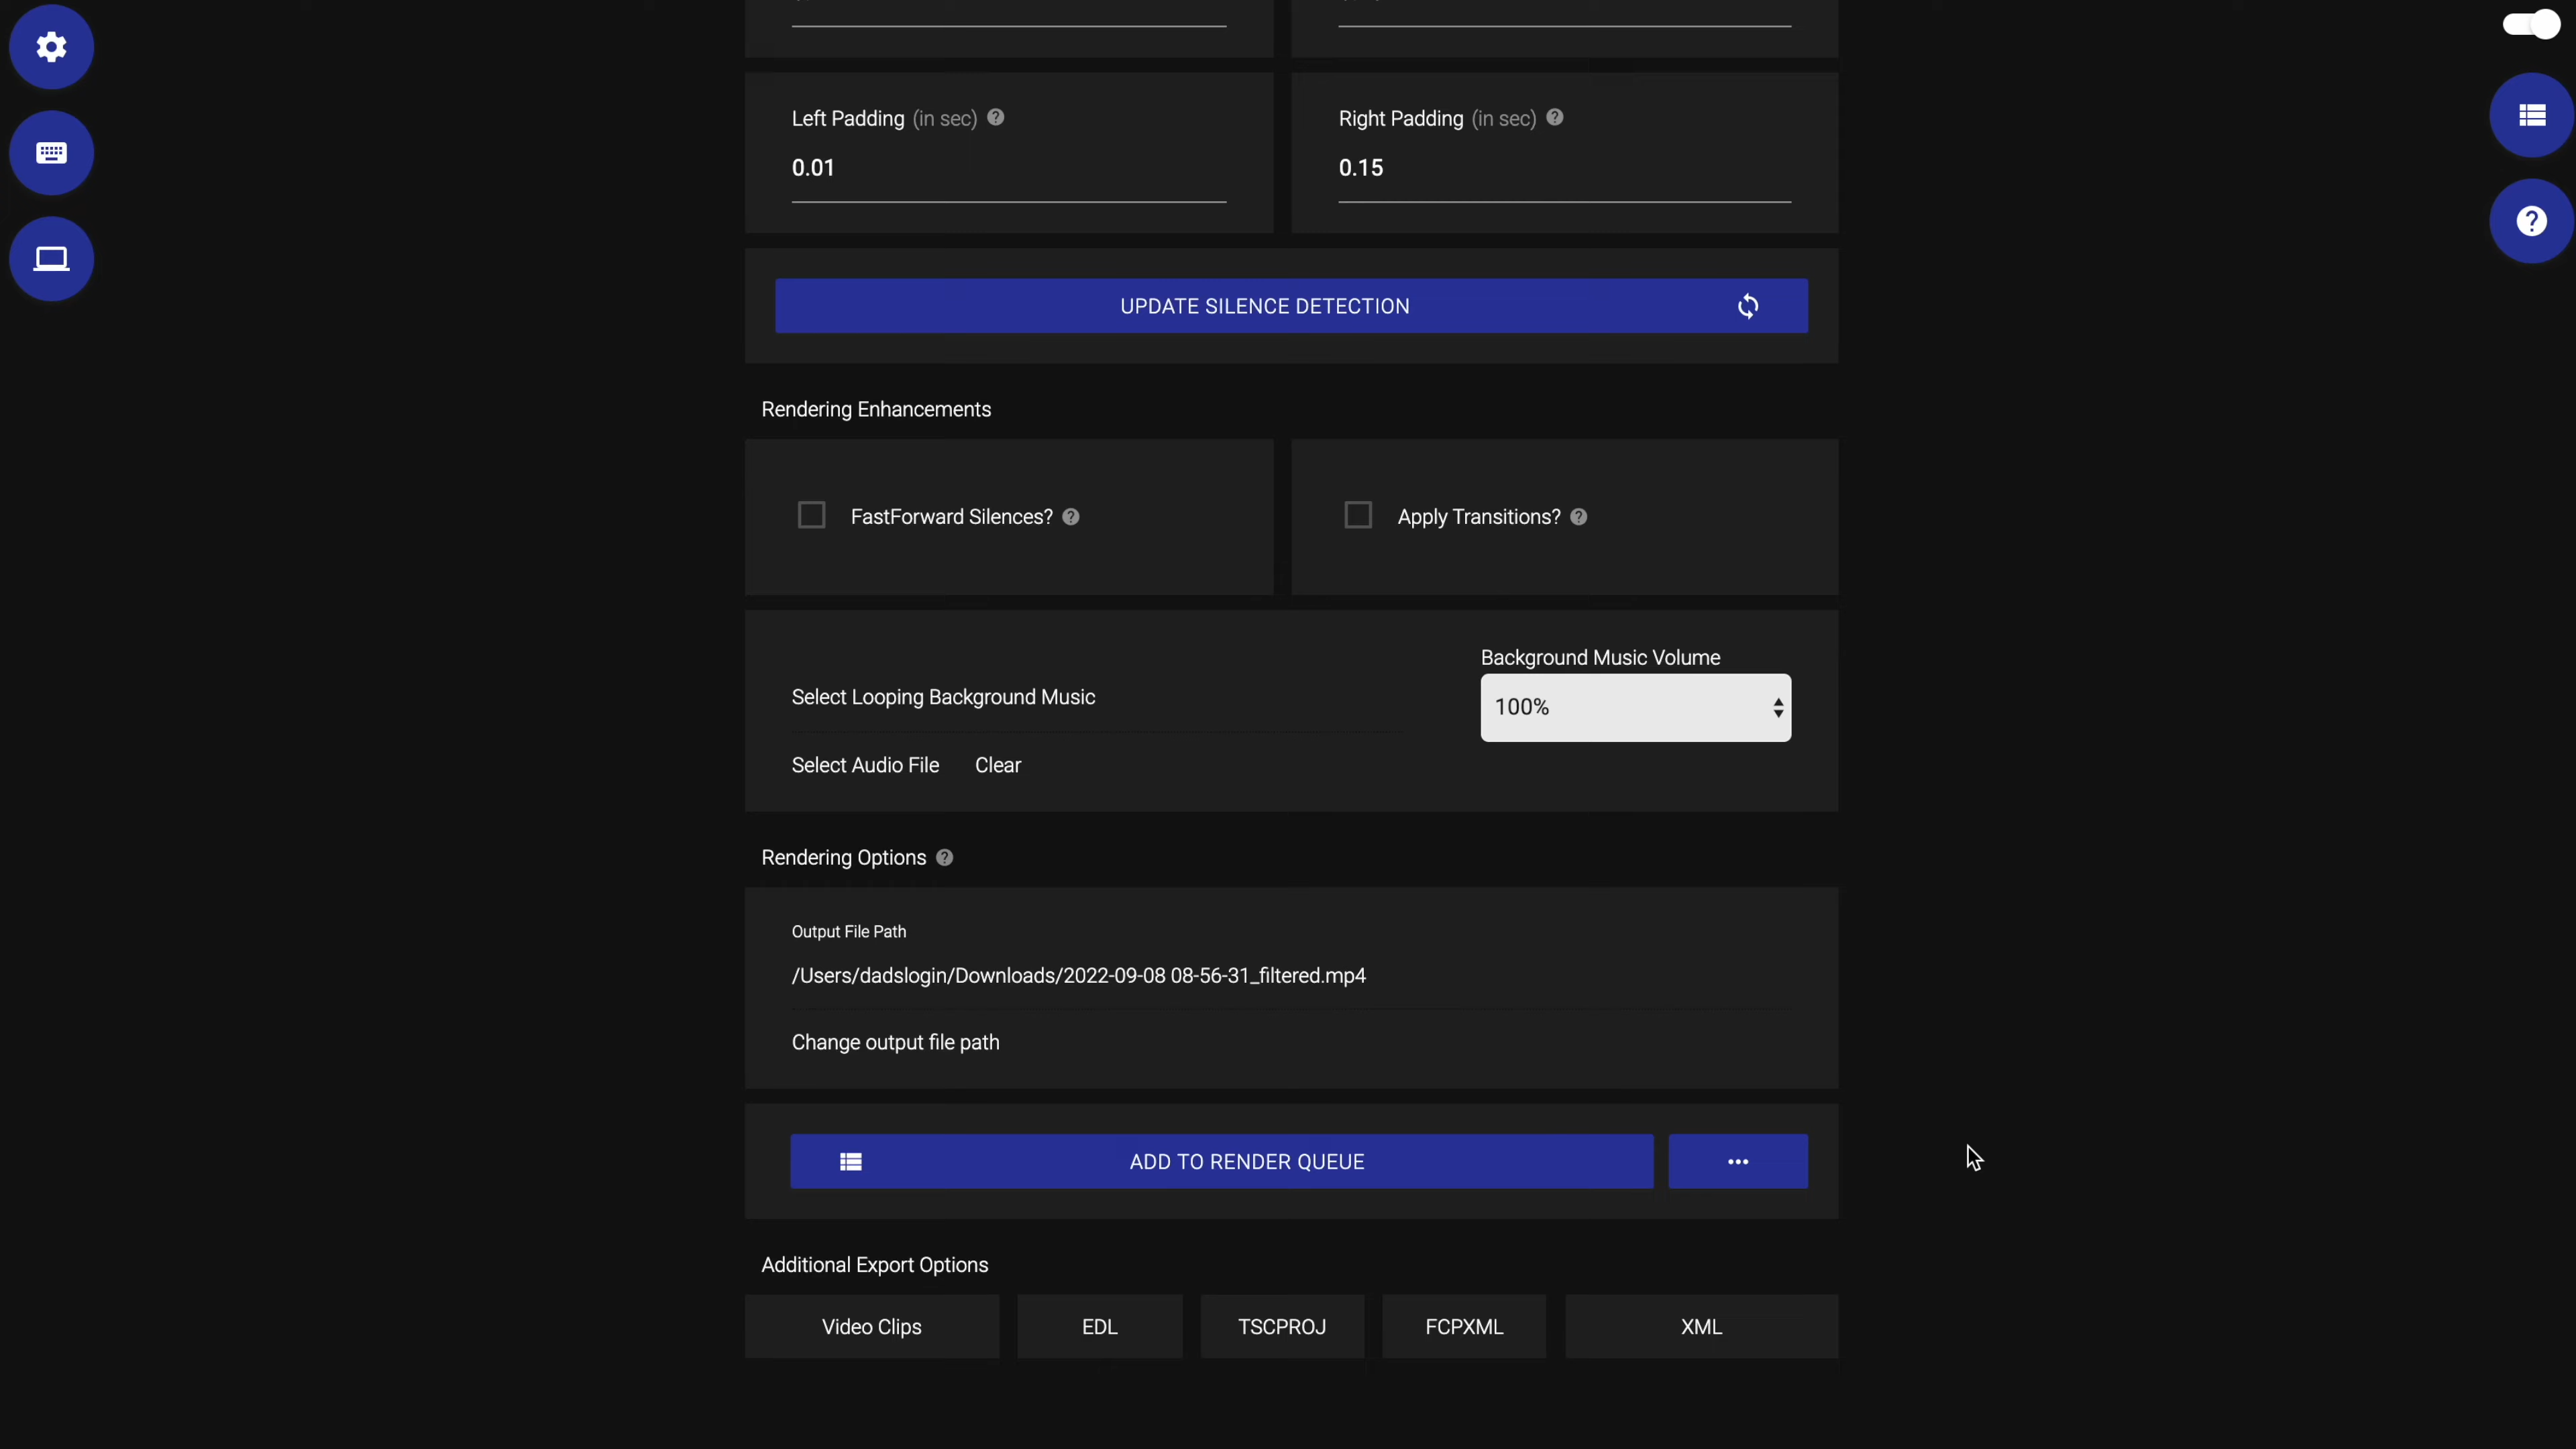 Left Padding (in sec)
Right Padding (in sec)
0.01
0.15
UPDATE SILENCE DETECTION
Rendering Enhancements
FastForward Silences?
Apply Transitions?
Background Music Volume
Select Looping Background Music
100%
Select Audio File Clear
Rendering Options
Output File Path
/Users/dadslogin/Downloads/2022-09-08 08-56-31_filtered.mp4
Change output file path
ADD TO RENDER QUEUE
Additional Export Options
Video Clips EDL TSCPROJ FCPXML XML